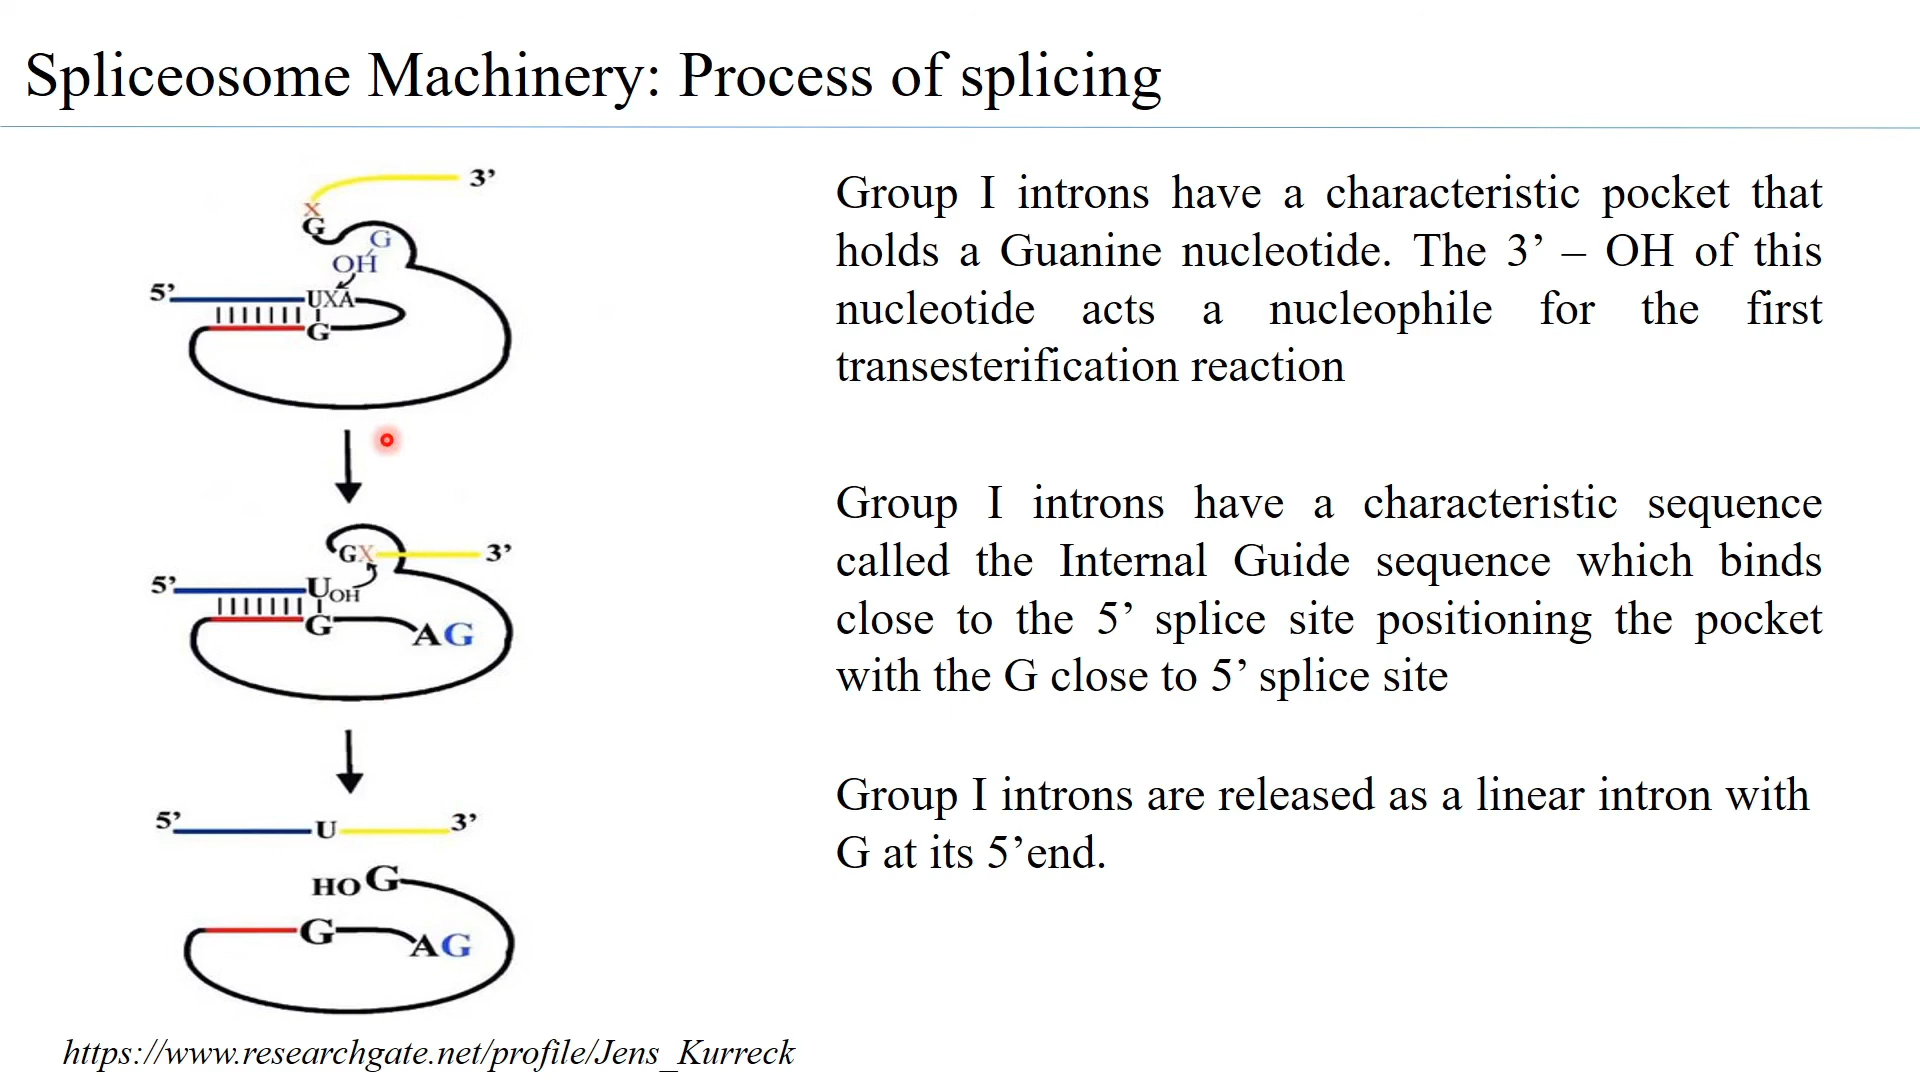 Spliceosome Machinery: Process of splicing
3’
X
G
G
OH
5’
UXA
G
GX
3’
5’
UOH
G
AG
5’
U
3’
HO G
G
AG
Group I introns have a characteristic pocket that
holds a Guanine nucleotide. The 3’ – OH of this
nucleotide acts a nucleophile for the first
transesterification reaction
Group I introns have a characteristic sequence
called the Internal Guide sequence which binds
close to the 5’ splice site positioning the pocket
with the G close to 5’ splice site
Group I introns are released as a linear intron with
G at its 5’end.
https://www.researchgate.net/profile/Jens_Kurreck